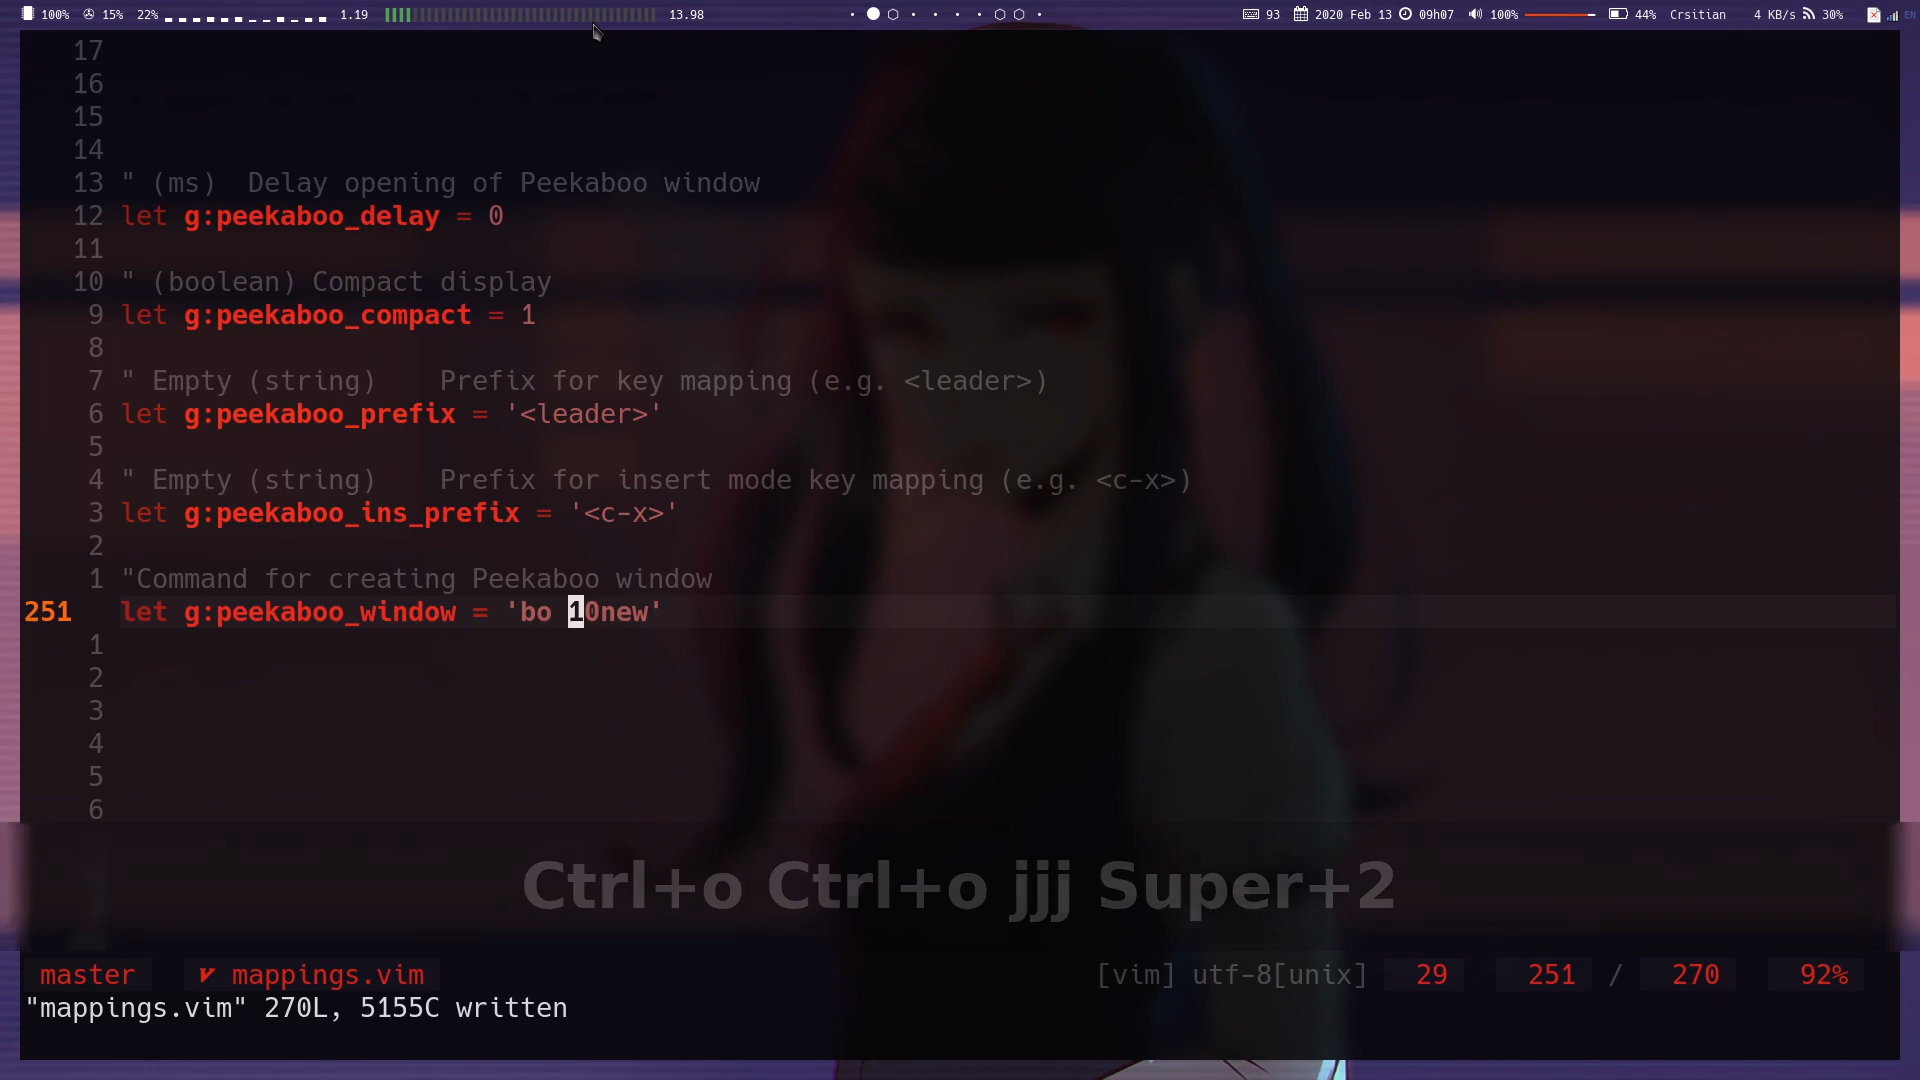 100% 15% 22% 1.19 13.98 93 2020 Feb 13 09h07 100% 44% Crsitian 4 KB/s 30% EN
17
16
15
14
13 " (ms)  Delay opening of Peekaboo window
12 let g:peekaboo_delay = 0
11
10 " (boolean) Compact display
9 let g:peekaboo_compact = 1
8
7 " Empty (string)    Prefix for key mapping (e.g. <leader>)
6 let g:peekaboo_prefix = '<leader>'
5
4 " Empty (string)    Prefix for insert mode key mapping (e.g. <c-x>)
3 let g:peekaboo_ins_prefix = '<c-x>'
2
1 "Command for creating Peekaboo window
251 let g:peekaboo_window = 'bo 10new'
1
2
3
4
5
6
Ctrl+o Ctrl+o jjj Super+2
master mappings.vim [vim] utf-8[unix] 29 251 / 270 92%
"mappings.vim" 270L, 5155C written